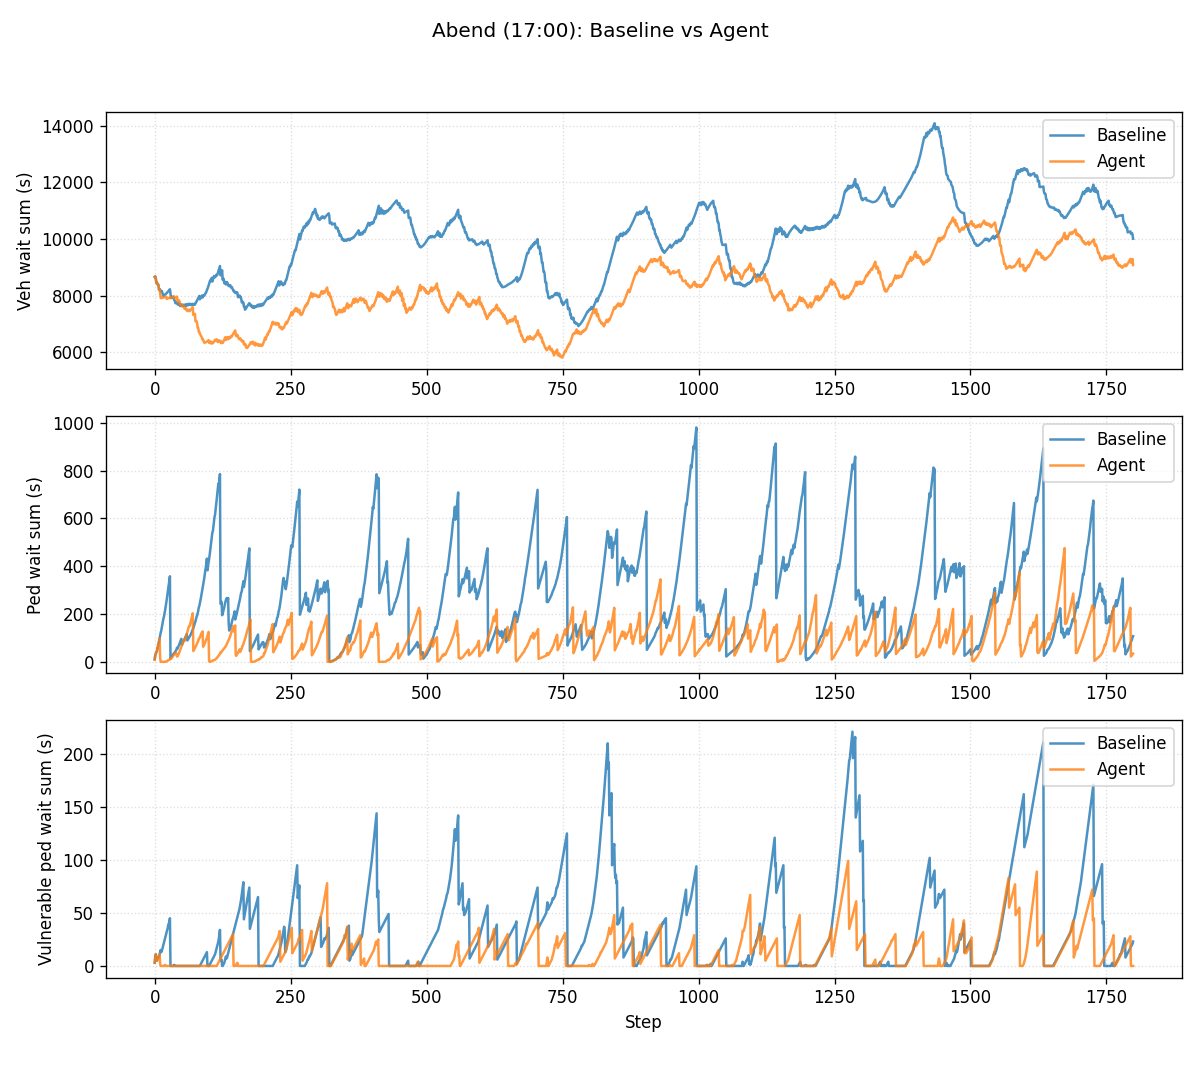 Abend (17:00): Baseline vs Agent
Veh wait sum (s)
14000
12000
10000
8000
6000
Baseline
Agent
0 250 500 750 1000 1250 1500 1750
Ped wait sum (s)
1000
800
600
400
200
0
Baseline
Agent
0 250 500 750 1000 1250 1500 1750
Vulnerable ped wait sum (s)
200
150
100
50
0
Baseline
Agent
0 250 500 750 1000 1250 1500 1750
Step